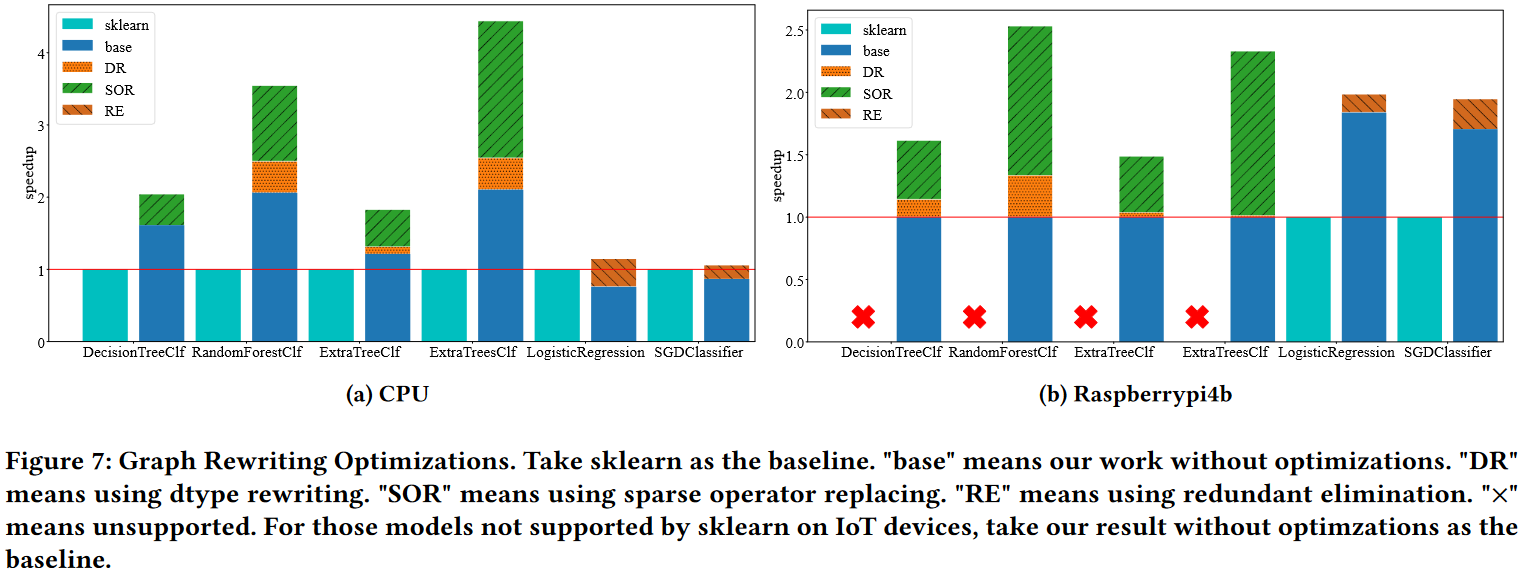 sklearn
base
DR
SOR
RE
speedup
4
3
2
1
0
DecisionTreeClf RandomForestClf ExtraTreeClf ExtraTreesClf LogisticRegression SGDClassifier
(a) CPU
sklearn
base
DR
SOR
RE
speedup
2.5
2.0
1.5
1.0
0.5
0.0
DecisionTreeClf RandomForestClf ExtraTreeClf ExtraTreesClf LogisticRegression SGDClassifier
(b) Raspberrypi4b
Figure 7: Graph Rewriting Optimizations. Take sklearn as the baseline. "base" means our work without optimizations. "DR"
means using dtype rewriting. "SOR" means using sparse operator replacing. "RE" means using redundant elimination. "×"
means unsupported. For those models not supported by sklearn on IoT devices, take our result without optimzations as the
baseline.